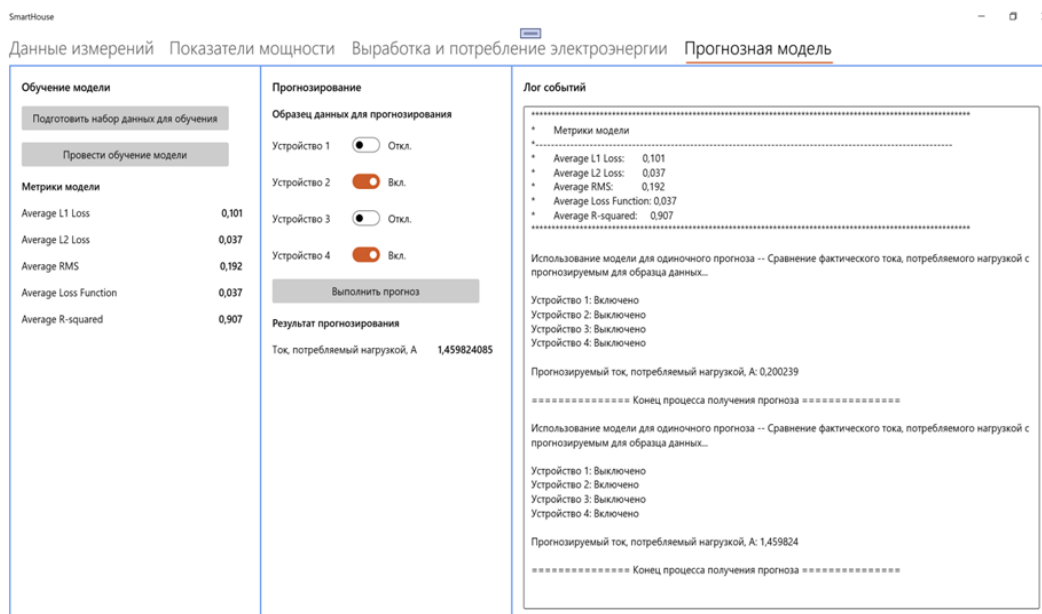 SmartHouse
Данные измерений Показатели мощности Выработка и потребление электроэнергии Прогнозная модель
Обучение модели
Подготовить набор данных для обучения
Провести обучение модели
Метрики модели
Average L1 Loss 0,101
Average L2 Loss 0,037
Average RMS 0,192
Average Loss Function 0,037
Average R-squared 0,907
Прогнозирование
Образец данных для прогнозирования
Устройство 1 Откл.
Устройство 2 Вкл.
Устройство 3 Откл.
Устройство 4 Вкл.
Выполнить прогноз
Результат прогнозирования
Ток, потребляемый нагрузкой, А 1,459824085
Лог событий
* Метрики модели
* Average L1 Loss: 0,101
* Average L2 Loss: 0,037
* Average RMS: 0,192
* Average Loss Function: 0,037
* Average R-squared: 0,907
Использование модели для одиночного прогноза -- Сравнение фактического тока, потребляемого нагрузкой с
прогнозируемым для образца данных...
Устройство 1: Включено
Устройство 2: Выключено
Устройство 3: Выключено
Устройство 4: Выключено
Прогнозируемый ток, потребляемый нагрузкой, А: 0,200239
=============== Конец процесса получения прогноза ===============
Использование модели для одиночного прогноза -- Сравнение фактического тока, потребляемого нагрузкой с
прогнозируемым для образца данных...
Устройство 1: Выключено
Устройство 2: Включено
Устройство 3: Выключено
Устройство 4: Включено
Прогнозируемый ток, потребляемый нагрузкой, А: 1,459824
=============== Конец процесса получения прогноза ===============